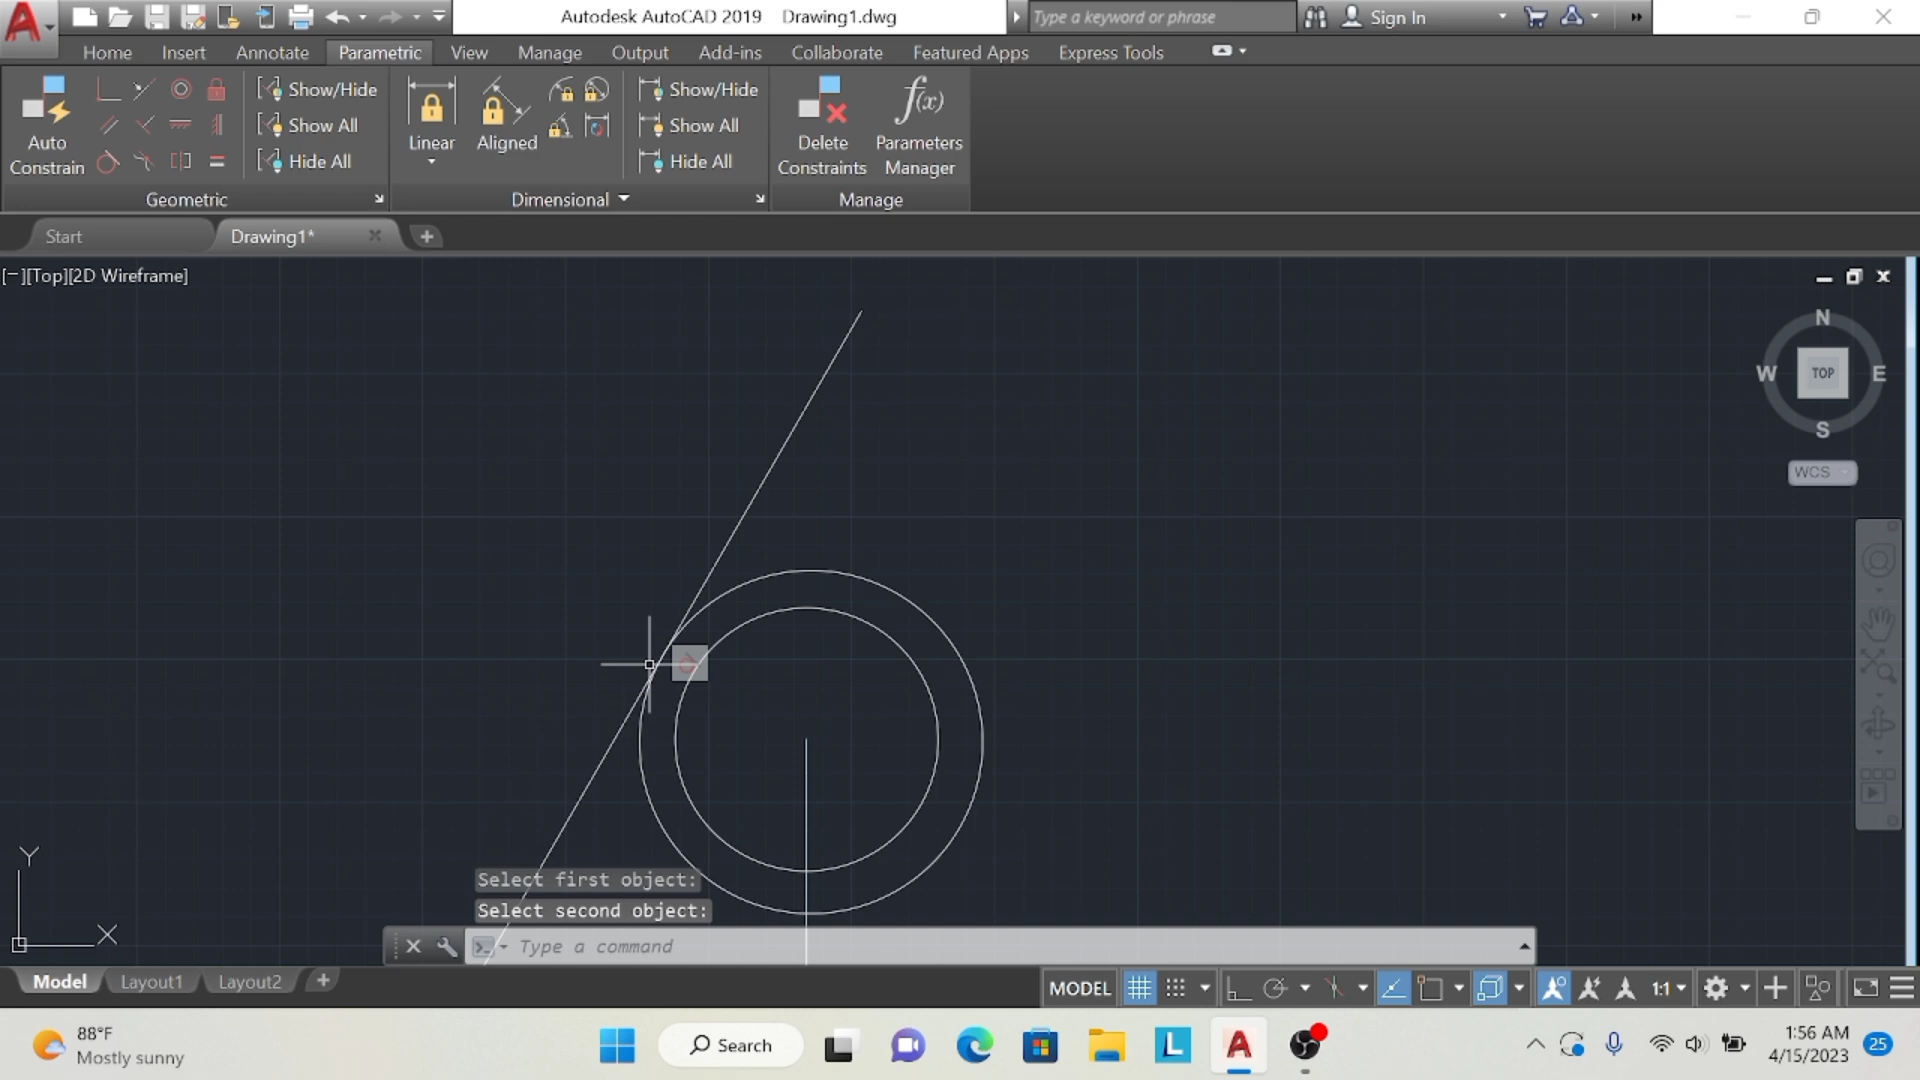 Autodesk AutoCAD 2019 Drawing1.dwg
Type a keyword or phrase
Sign In
Home Insert Annotate Parametric View Manage Output Add-ins Collaborate Featured Apps Express Tools
Auto
Constrain
Show/Hide
Show All
Hide All
Geometric
Linear
Aligned
Show/Hide
Show All
Hide All
Dimensional
Delete
Constraints
f(x)
Parameters
Manager
Manage
Start
Drawing1*
[−][Top][2D Wireframe]
N
W
TOP
E
S
WCS
Y
X
Select first object:
Select second object:
Type a command
Model Layout1 Layout2
MODEL
1:1
88°F
Mostly sunny
Search
L
1:56 AM
4/15/2023
25